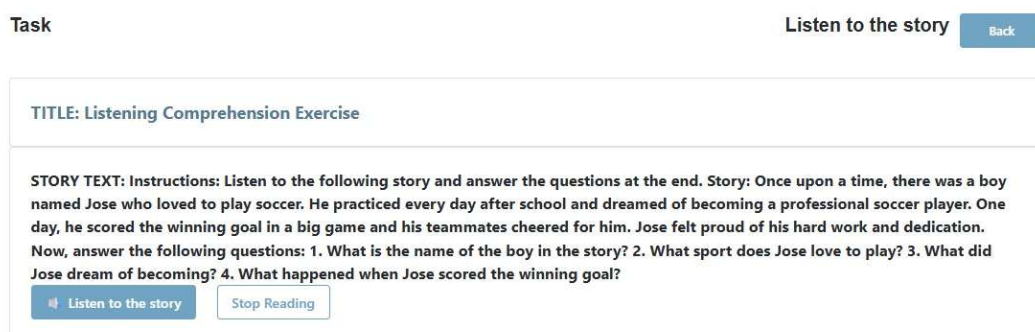 Task
Listen to the story
Back
TITLE: Listening Comprehension Exercise
STORY TEXT: Instructions: Listen to the following story and answer the questions at the end. Story: Once upon a time, there was a boy
named Jose who loved to play soccer. He practiced every day after school and dreamed of becoming a professional soccer player. One
day, he scored the winning goal in a big game and his teammates cheered for him. Jose felt proud of his hard work and dedication.
Now, answer the following questions: 1. What is the name of the boy in the story? 2. What sport does Jose love to play? 3. What did
Jose dream of becoming? 4. What happened when Jose scored the winning goal?
Listen to the story
Stop Reading